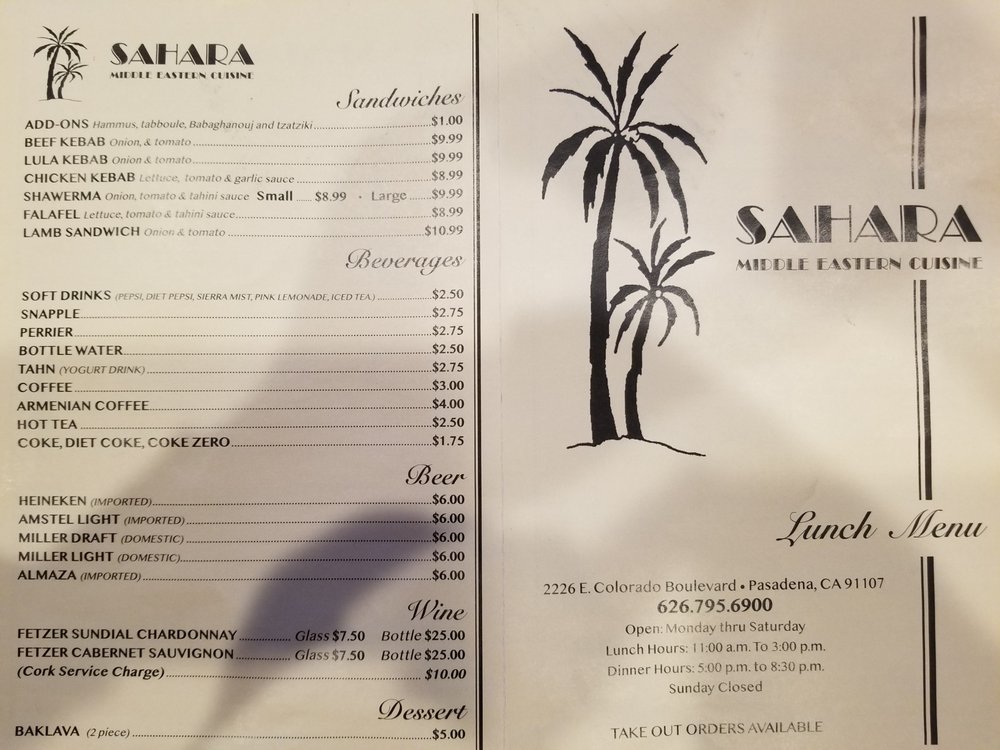 SAHARA
MIDDLE EASTERN CUISINE
Sandwiches
ADD-ONS Hammus, tabboule, Babaghanouj and tzatziki $1.00
BEEF KEBAB Onion, & tomato $9.99
LULA KEBAB Onion & tomato $9.99
CHICKEN KEBAB Lettuce, tomato & garlic sauce $8.99
SHAWERMA Onion, tomato & tahini sauce Small $8.99 · Large $9.99
FALAFEL Lettuce, tomato & tahini sauce $8.99
LAMB SANDWICH Onion & tomato $10.99
Beverages
SOFT DRINKS (PEPSI, DIET PEPSI, SIERRA MIST, PINK LEMONADE, ICED TEA.) $2.50
SNAPPLE $2.75
PERRIER $2.75
BOTTLE WATER $2.50
TAHN (YOGURT DRINK) $2.75
COFFEE $3.00
ARMENIAN COFFEE $4.00
HOT TEA $2.50
COKE, DIET COKE, COKE ZERO $1.75
Beer
HEINEKEN (IMPORTED) $6.00
AMSTEL LIGHT (IMPORTED) $6.00
MILLER DRAFT (DOMESTIC) $6.00
MILLER LIGHT (DOMESTIC) $6.00
ALMAZA (IMPORTED) $6.00
Wine
FETZER SUNDIAL CHARDONNAY Glass $7.50 Bottle $25.00
FETZER CABERNET SAUVIGNON Glass $7.50 Bottle $25.00
(Cork Service Charge) $10.00
Dessert
BAKLAVA (2 piece) $5.00
SAHARA
MIDDLE EASTERN CUISINE
Lunch Menu
2226 E. Colorado Boulevard • Pasadena, CA 91107
626.795.6900
Open: Monday thru Saturday
Lunch Hours: 11:00 a.m. To 3:00 p.m.
Dinner Hours: 5:00 p.m. to 8:30 p.m.
Sunday Closed
TAKE OUT ORDERS AVAILABLE